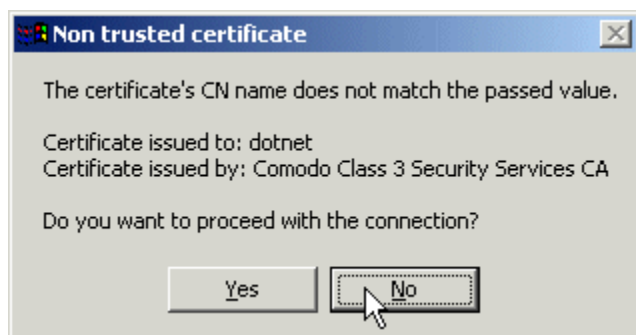 Non trusted certificate
The certificate's CN name does not match the passed value.
Certificate issued to: dotnet
Certificate issued by: Comodo Class 3 Security Services CA
Do you want to proceed with the connection?
Yes
No